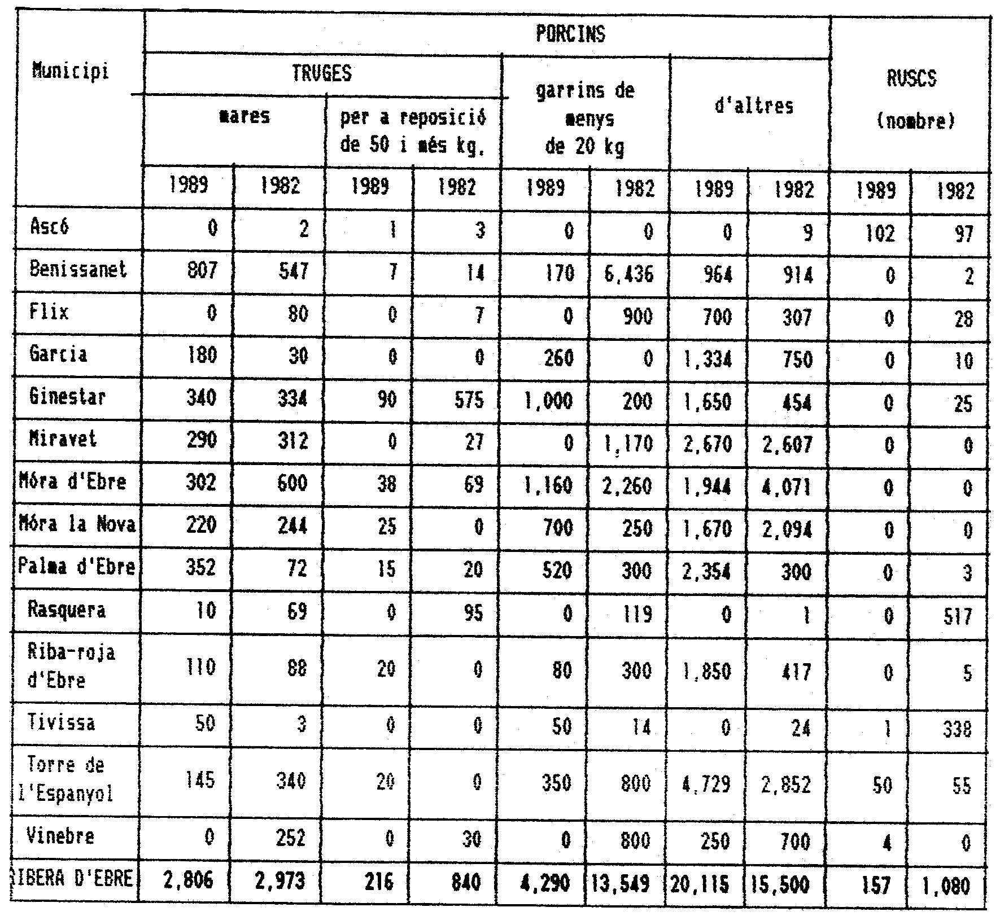 PORCINS
Municipi TRUGES garrins de menys de 20 kg d'altres RUSCS (nombre)
mares per a reposició de 50 i més kg.
1989 1982 1989 1982 1989 1982 1989 1982 1989 1982
Ascó 0 2 1 3 0 0 0 9 102 97
Benissanet 807 547 7 14 170 6,436 964 914 0 2
Flix 0 80 0 7 0 900 700 307 0 28
Garcia 180 30 0 0 260 0 1,334 750 0 10
Ginestar 340 334 90 575 1,000 200 1,650 454 0 25
Miravet 290 312 0 27 0 1,170 2,670 2,607 0 0
Móra d'Ebre 302 600 38 69 1,160 2,260 1,944 4,071 0 0
Móra la Nova 220 244 25 0 700 250 1,670 2,094 0 0
Palma d'Ebre 352 72 15 20 520 300 2,354 300 0 3
Rasquera 10 69 0 95 0 119 0 1 0 517
Riba-roja d'Ebre 110 88 20 0 80 300 1,850 417 0 5
Tivissa 50 3 0 0 50 14 0 24 1 338
Torre de l'Espanyol 145 340 20 0 350 800 4,729 2,852 50 55
Vinebre 0 252 0 30 0 800 250 700 4 0
RIBERA D'EBRE 2,806 2,973 216 840 4,290 13,549 20,115 15,500 157 1,080